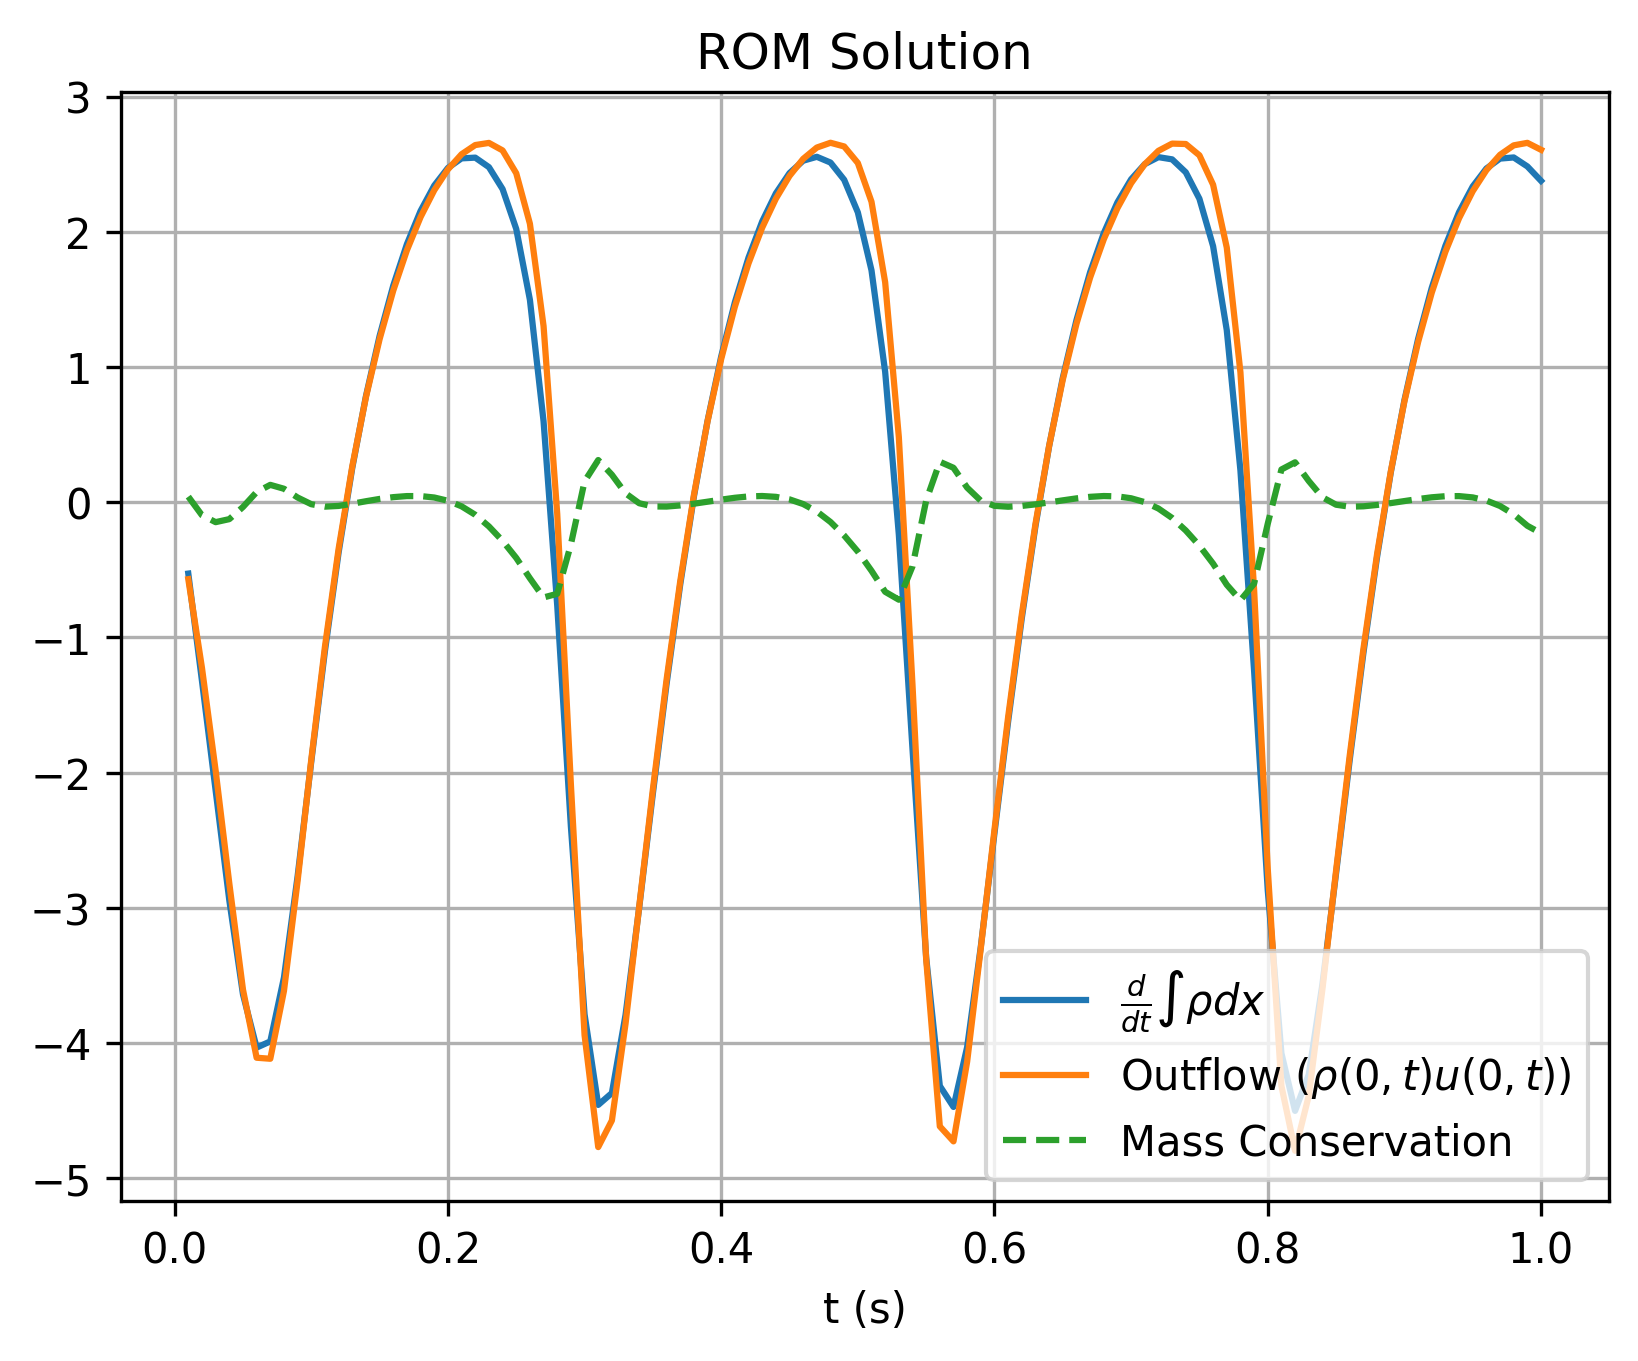 ROM Solution
3
2
1
0
−1
−2
−3
−4
−5
d/dt ∫ρdx
Outflow (ρ(0, t)u(0, t))
Mass Conservation
0.0 0.2 0.4 0.6 0.8 1.0
t (s)